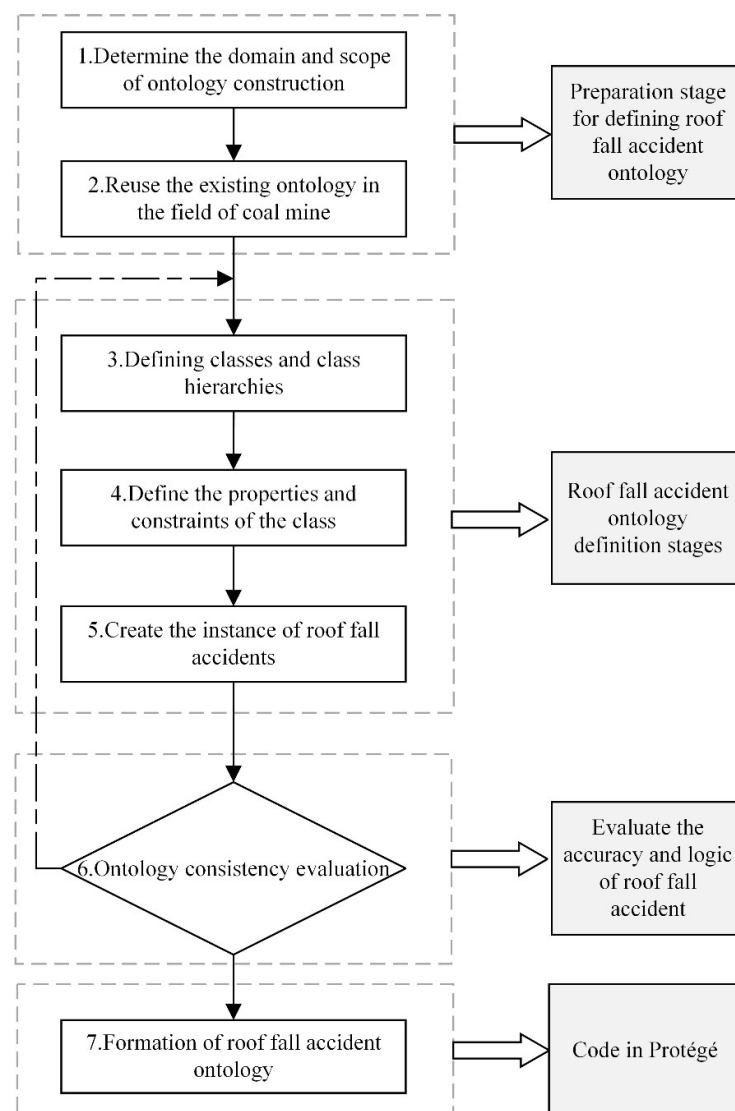 1.Determine the domain and scope
of ontology construction
Preparation stage
for defining roof
fall accident
ontology
2.Reuse the existing ontology in
the field of coal mine
3.Defining classes and class
hierarchies
4.Define the properties and
constraints of the class
Roof fall accident
ontology
definition stages
5.Create the instance of roof fall
accidents
6.Ontology consistency evaluation
Evaluate the
accuracy and logic
of roof fall
accident
7.Formation of roof fall accident
ontology
Code in Protégé